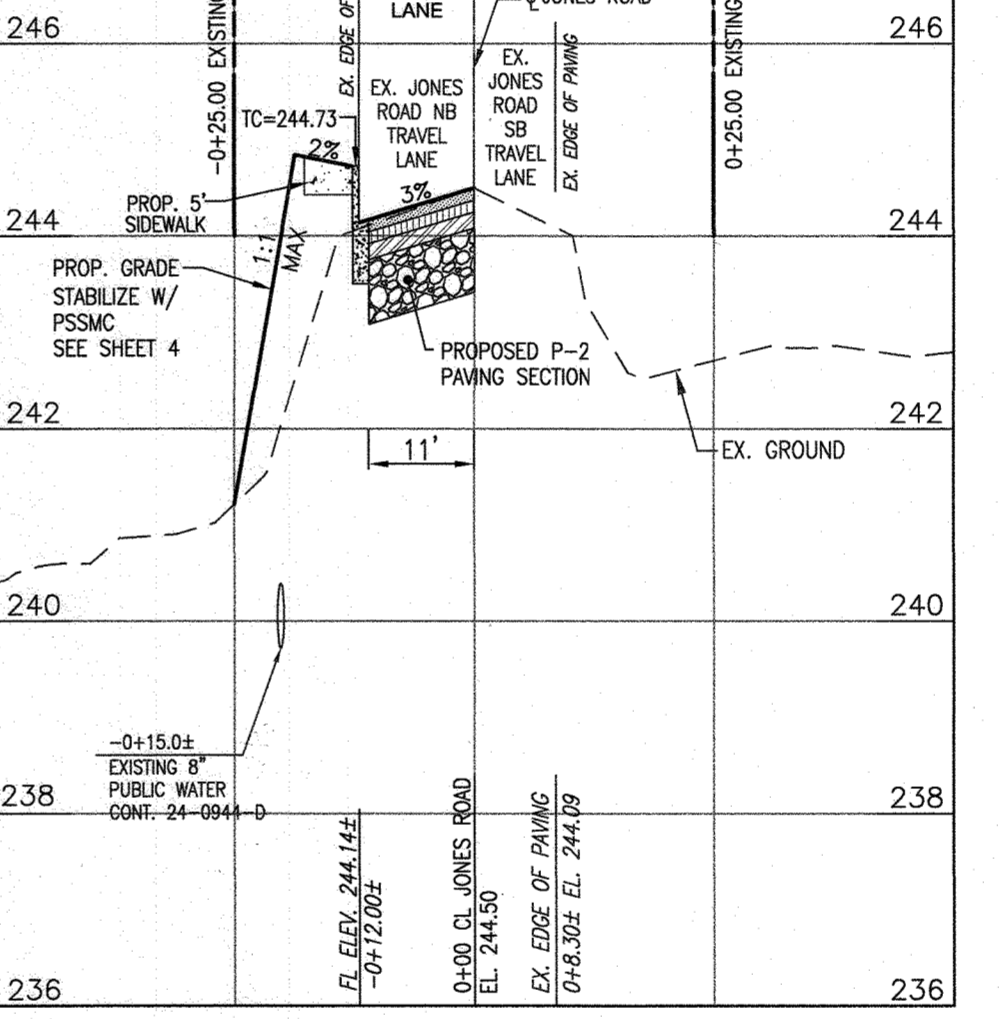 LANE
℄ JONES ROAD
246
246
-0+25.00 EXISTING
EX. EDGE OF
EX. JONES
ROAD NB
TRAVEL
LANE
EX.
JONES
ROAD
SB
TRAVEL
LANE
EX. EDGE OF PAVING
0+25.00 EXISTING
TC=244.73
2%
3%
PROP. 5'
SIDEWALK
244
244
1:1
MAX
PROP. GRADE
STABILIZE W/
PSSMC
SEE SHEET 4
PROPOSED P-2
PAVING SECTION
242
242
11'
EX. GROUND
240
240
-0+15.0±
EXISTING 8"
PUBLIC WATER
CONT. 24-0944-D
238
238
FL ELEV. 244.14±
-0+12.00±
0+00 CL JONES ROAD
EL. 244.50
EX. EDGE OF PAVING
0+8.30± EL. 244.09
236
236